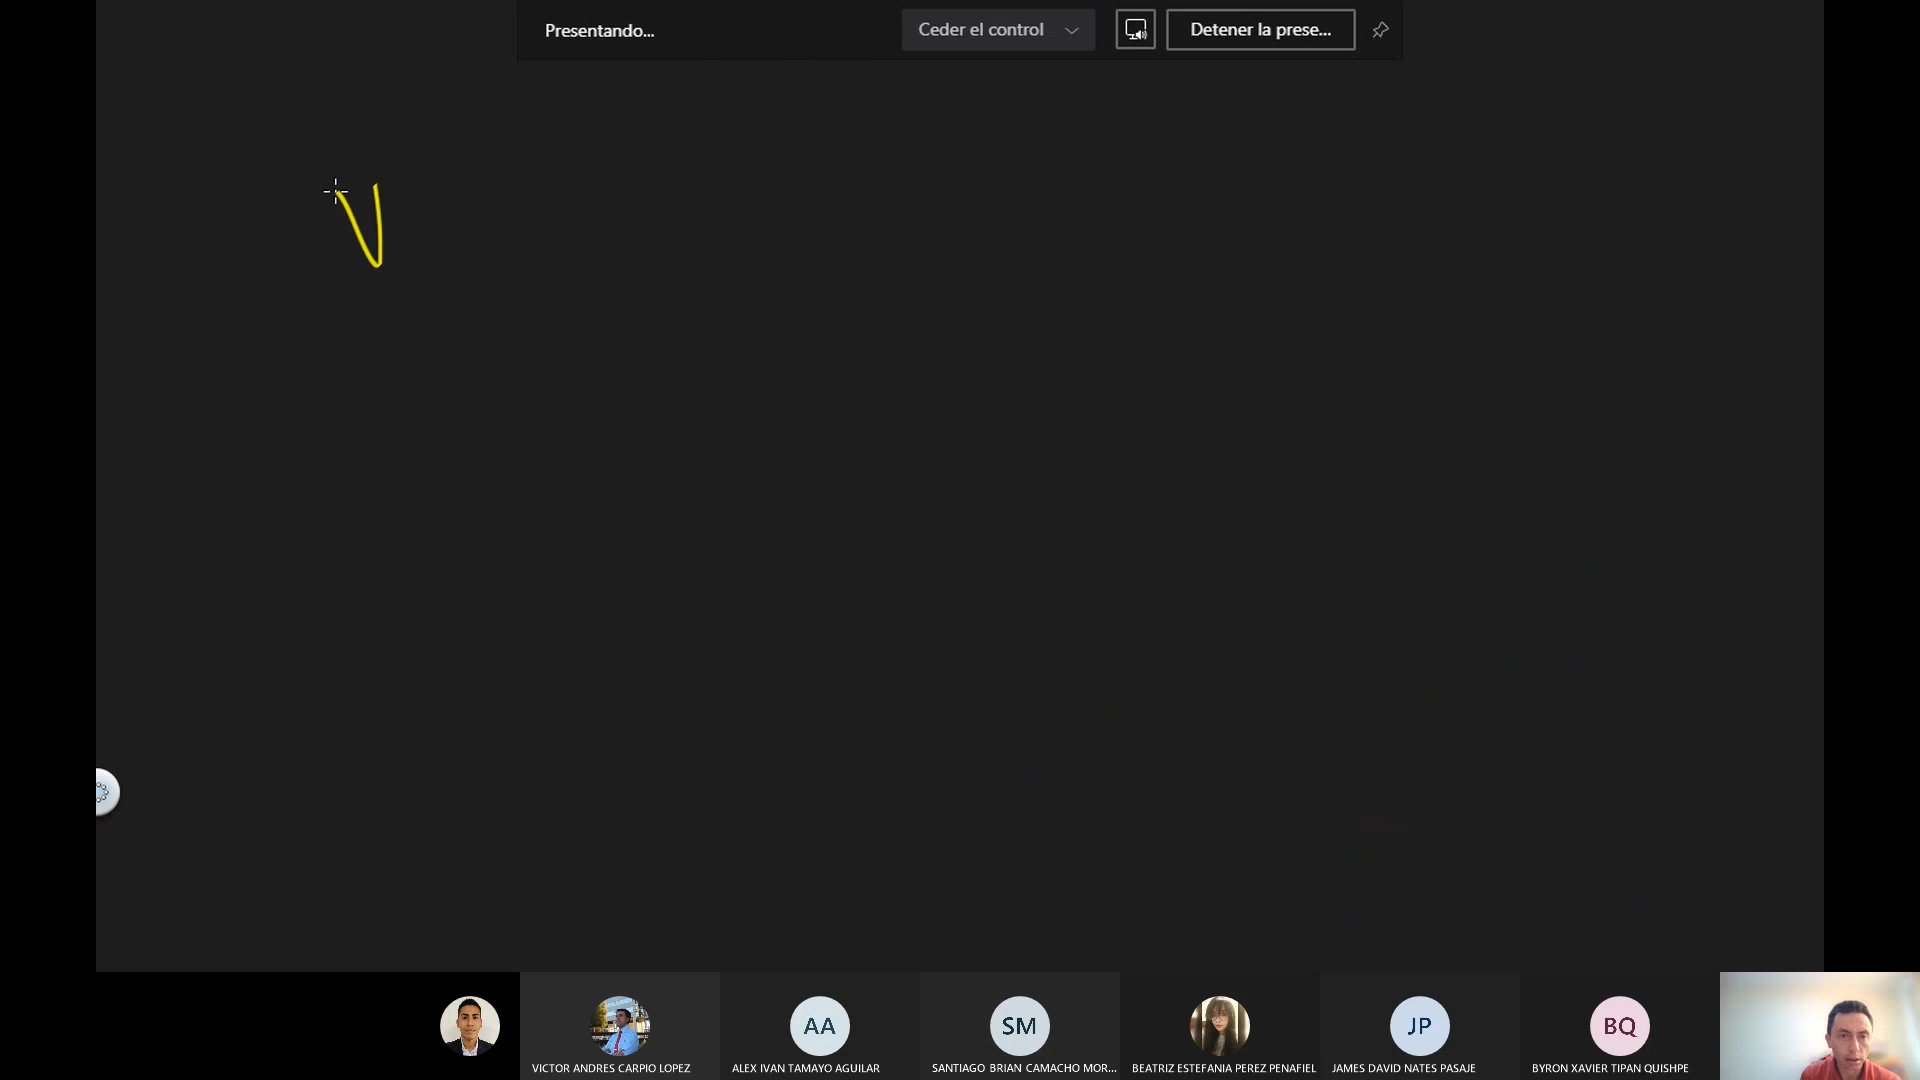 Presentando...
Ceder el control
Detener la prese...
V
AA
SM
JP
BQ
VICTOR ANDRES CARPIO LOPEZ
ALEX IVAN TAMAYO AGUILAR
SANTIAGO BRIAN CAMACHO MOR...
BEATRIZ ESTEFANIA PEREZ PENAFIEL
JAMES DAVID NATES PASAJE
BYRON XAVIER TIPAN QUISHPE